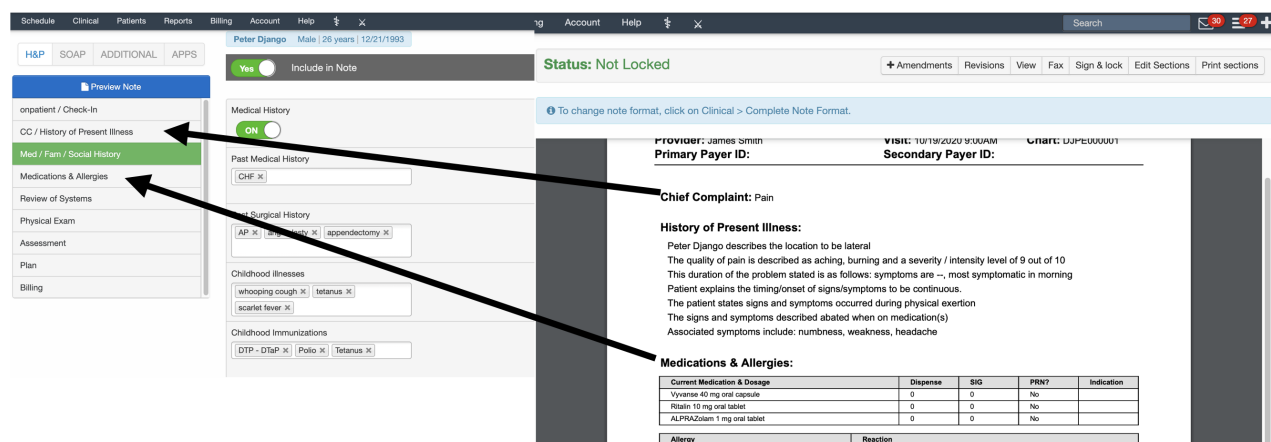 Schedule Clinical Patients Reports Billing Account Help
ng Account Help Search 30 27
H&P SOAP ADDITIONAL APPS
Preview Note
onpatient / Check-In
CC / History of Present Illness
Med / Fam / Social History
Medications & Allergies
Review of Systems
Physical Exam
Assessment
Plan
Billing
Peter Django Male | 26 years | 12/21/1993
Yes Include in Note
Medical History
ON
Past Medical History
CHF ×
Past Surgical History
AP × angioplasty × appendectomy ×
Childhood illnesses
whooping cough × tetanus ×
scarlet fever ×
Childhood Immunizations
DTP - DTaP × Polio × Tetanus ×
Status: Not Locked
+ Amendments Revisions View Fax Sign & lock Edit Sections Print sections
To change note format, click on Clinical > Complete Note Format.
Provider: James Smith Visit: 10/19/2020 9:00AM Chart: DJPE000001
Primary Payer ID: Secondary Payer ID:
Chief Complaint: Pain
History of Present Illness:
Peter Django describes the location to be lateral
The quality of pain is described as aching, burning and a severity / intensity level of 9 out of 10
This duration of the problem stated is as follows: symptoms are --, most symptomatic in morning
Patient explains the timing/onset of signs/symptoms to be continuous.
The patient states signs and symptoms occurred during physical exertion
The signs and symptoms described abated when on medication(s)
Associated symptoms include: numbness, weakness, headache
Medications & Allergies:
Current Medication & Dosage Dispense SIG PRN? Indication
Vyvanse 40 mg oral capsule 0 0 No
Ritalin 10 mg oral tablet 0 0 No
ALPRAZolam 1 mg oral tablet 0 0 No
Allergy Reaction